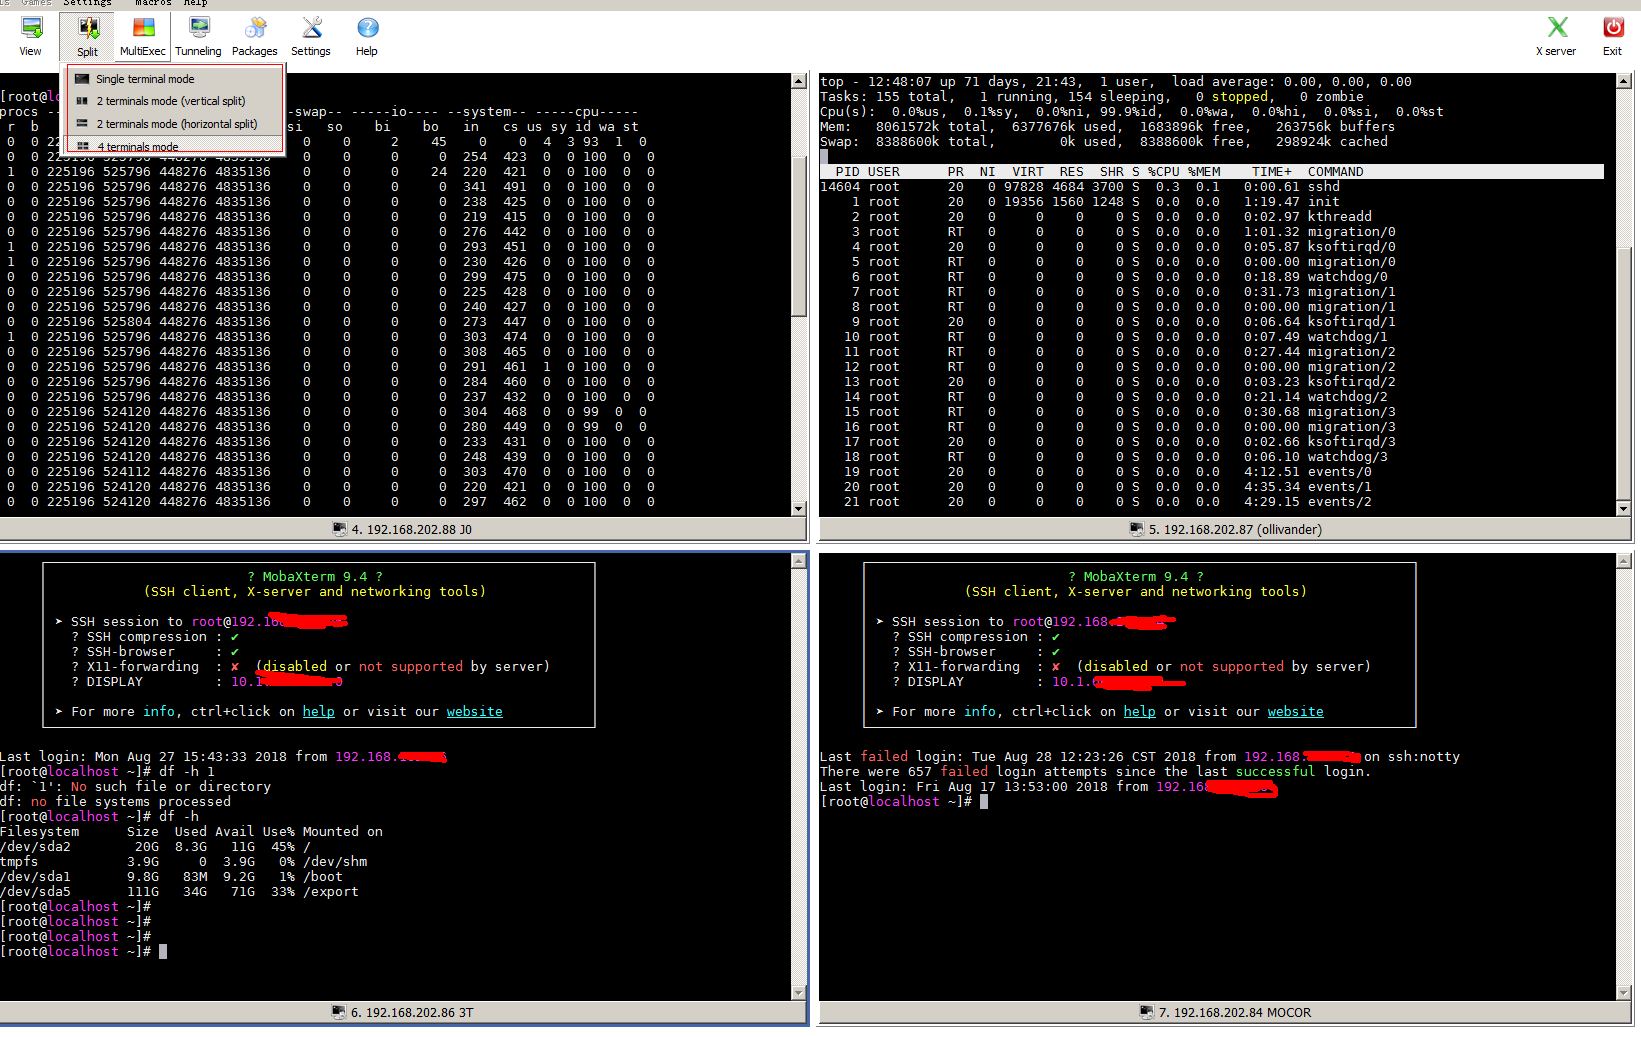 Games Settings Macros Help
View Split MultiExec Tunneling Packages Settings Help X server Exit
Single terminal mode
2 terminals mode (vertical split)
2 terminals mode (horizontal split)
4 terminals mode
[root@l
procs -- --swap-- -----io---- --system-- -----cpu-----
r b si so bi bo in cs us sy id wa st
0 0 22 0 0 2 45 0 0 4 3 93 1 0
0 0 225196 525796 448276 4835136 0 0 0 0 254 423 0 0 100 0 0
1 0 225196 525796 448276 4835136 0 0 0 24 220 421 0 0 100 0 0
0 0 225196 525796 448276 4835136 0 0 0 0 341 491 0 0 100 0 0
0 0 225196 525796 448276 4835136 0 0 0 0 238 425 0 0 100 0 0
0 0 225196 525796 448276 4835136 0 0 0 0 219 415 0 0 100 0 0
0 0 225196 525796 448276 4835136 0 0 0 0 276 442 0 0 100 0 0
1 0 225196 525796 448276 4835136 0 0 0 0 293 451 0 0 100 0 0
1 0 225196 525796 448276 4835136 0 0 0 0 230 426 0 0 100 0 0
0 0 225196 525796 448276 4835136 0 0 0 0 299 475 0 0 100 0 0
0 0 225196 525796 448276 4835136 0 0 0 0 225 428 0 0 100 0 0
0 0 225196 525796 448276 4835136 0 0 0 0 240 427 0 0 100 0 0
0 0 225196 525804 448276 4835136 0 0 0 0 273 447 0 0 100 0 0
1 0 225196 525796 448276 4835136 0 0 0 0 303 474 0 0 100 0 0
0 0 225196 525796 448276 4835136 0 0 0 0 308 465 0 0 100 0 0
0 0 225196 525796 448276 4835136 0 0 0 0 291 461 1 0 100 0 0
0 0 225196 525796 448276 4835136 0 0 0 0 284 460 0 0 100 0 0
0 0 225196 525796 448276 4835136 0 0 0 0 237 432 0 0 100 0 0
0 0 225196 524120 448276 4835136 0 0 0 0 304 468 0 0 99 0 0
0 0 225196 524120 448276 4835136 0 0 0 0 280 449 0 0 99 0 0
0 0 225196 524120 448276 4835136 0 0 0 0 233 431 0 0 100 0 0
0 0 225196 524120 448276 4835136 0 0 0 0 248 439 0 0 100 0 0
0 0 225196 524112 448276 4835136 0 0 0 0 303 470 0 0 100 0 0
0 0 225196 524120 448276 4835136 0 0 0 0 220 421 0 0 100 0 0
0 0 225196 524120 448276 4835136 0 0 0 0 297 462 0 0 100 0 0
4. 192.168.202.88 J0
top - 12:48:07 up 71 days, 21:43, 1 user, load average: 0.00, 0.00, 0.00
Tasks: 155 total, 1 running, 154 sleeping, 0 stopped, 0 zombie
Cpu(s): 0.0%us, 0.1%sy, 0.0%ni, 99.9%id, 0.0%wa, 0.0%hi, 0.0%si, 0.0%st
Mem: 8061572k total, 6377676k used, 1683896k free, 263756k buffers
Swap: 8388600k total, 0k used, 8388600k free, 298924k cached
PID USER PR NI VIRT RES SHR S %CPU %MEM TIME+ COMMAND
14604 root 20 0 97828 4684 3700 S 0.3 0.1 0:00.61 sshd
1 root 20 0 19356 1560 1248 S 0.0 0.0 1:19.47 init
2 root 20 0 0 0 0 S 0.0 0.0 0:02.97 kthreadd
3 root RT 0 0 0 0 S 0.0 0.0 1:01.32 migration/0
4 root 20 0 0 0 0 S 0.0 0.0 0:05.87 ksoftirqd/0
5 root RT 0 0 0 0 S 0.0 0.0 0:00.00 migration/0
6 root RT 0 0 0 0 S 0.0 0.0 0:18.89 watchdog/0
7 root RT 0 0 0 0 S 0.0 0.0 0:31.73 migration/1
8 root RT 0 0 0 0 S 0.0 0.0 0:00.00 migration/1
9 root 20 0 0 0 0 S 0.0 0.0 0:06.64 ksoftirqd/1
10 root RT 0 0 0 0 S 0.0 0.0 0:07.49 watchdog/1
11 root RT 0 0 0 0 S 0.0 0.0 0:27.44 migration/2
12 root RT 0 0 0 0 S 0.0 0.0 0:00.00 migration/2
13 root 20 0 0 0 0 S 0.0 0.0 0:03.23 ksoftirqd/2
14 root RT 0 0 0 0 S 0.0 0.0 0:21.14 watchdog/2
15 root RT 0 0 0 0 S 0.0 0.0 0:30.68 migration/3
16 root RT 0 0 0 0 S 0.0 0.0 0:00.00 migration/3
17 root 20 0 0 0 0 S 0.0 0.0 0:02.66 ksoftirqd/3
18 root RT 0 0 0 0 S 0.0 0.0 0:06.10 watchdog/3
19 root 20 0 0 0 0 S 0.0 0.0 4:12.51 events/0
20 root 20 0 0 0 0 S 0.0 0.0 4:35.34 events/1
21 root 20 0 0 0 0 S 0.0 0.0 4:29.15 events/2
5. 192.168.202.87 (ollivander)
? MobaXterm 9.4 ?
(SSH client, X-server and networking tools)
➤ SSH session to root@192.16
? SSH compression : ✔
? SSH-browser : ✔
? X11-forwarding : ✘ (disabled or not supported by server)
? DISPLAY : 10.1
➤ For more info, ctrl+click on help or visit our website
Last login: Mon Aug 27 15:43:33 2018 from 192.168.
[root@localhost ~]# df -h 1
df: `1': No such file or directory
df: no file systems processed
[root@localhost ~]# df -h
Filesystem Size Used Avail Use% Mounted on
/dev/sda2 20G 8.3G 11G 45% /
tmpfs 3.9G 0 3.9G 0% /dev/shm
/dev/sda1 9.8G 83M 9.2G 1% /boot
/dev/sda5 111G 34G 71G 33% /export
[root@localhost ~]#
[root@localhost ~]#
[root@localhost ~]#
[root@localhost ~]#
6. 192.168.202.86 3T
? MobaXterm 9.4 ?
(SSH client, X-server and networking tools)
➤ SSH session to root@192.168
? SSH compression : ✔
? SSH-browser : ✔
? X11-forwarding : ✘ (disabled or not supported by server)
? DISPLAY : 10.1.
➤ For more info, ctrl+click on help or visit our website
Last failed login: Tue Aug 28 12:23:26 CST 2018 from 192.168. on ssh:notty
There were 657 failed login attempts since the last successful login.
Last login: Fri Aug 17 13:53:00 2018 from 192.168
[root@localhost ~]#
7. 192.168.202.84 MOCOR